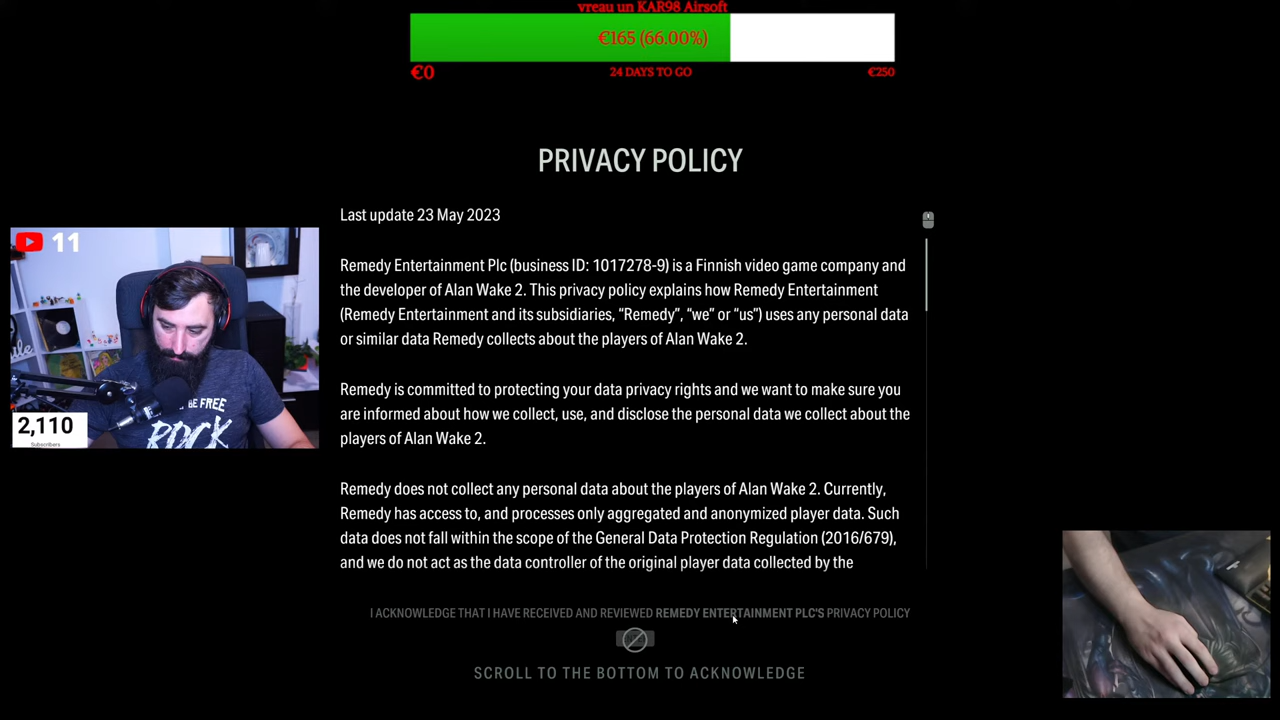 vreau un KAR98 Airsoft
€165 (66.00%)
€0
24 DAYS TO GO
€250
PRIVACY POLICY
Last update 23 May 2023
Remedy Entertainment Plc (business ID: 1017278-9) is a Finnish video game company and
the developer of Alan Wake 2. This privacy policy explains how Remedy Entertainment
(Remedy Entertainment and its subsidiaries, “Remedy”, “we” or “us”) uses any personal data
or similar data Remedy collects about the players of Alan Wake 2.
Remedy is committed to protecting your data privacy rights and we want to make sure you
are informed about how we collect, use, and disclose the personal data we collect about the
players of Alan Wake 2.
Remedy does not collect any personal data about the players of Alan Wake 2. Currently,
Remedy has access to, and processes only aggregated and anonymized player data. Such
data does not fall within the scope of the General Data Protection Regulation (2016/679),
and we do not act as the data controller of the original player data collected by the
11
BE FREE
ROCK
2,110
Subscribers
I ACKNOWLEDGE THAT I HAVE RECEIVED AND REVIEWED REMEDY ENTERTAINMENT PLC'S PRIVACY POLICY
SCROLL TO THE BOTTOM TO ACKNOWLEDGE